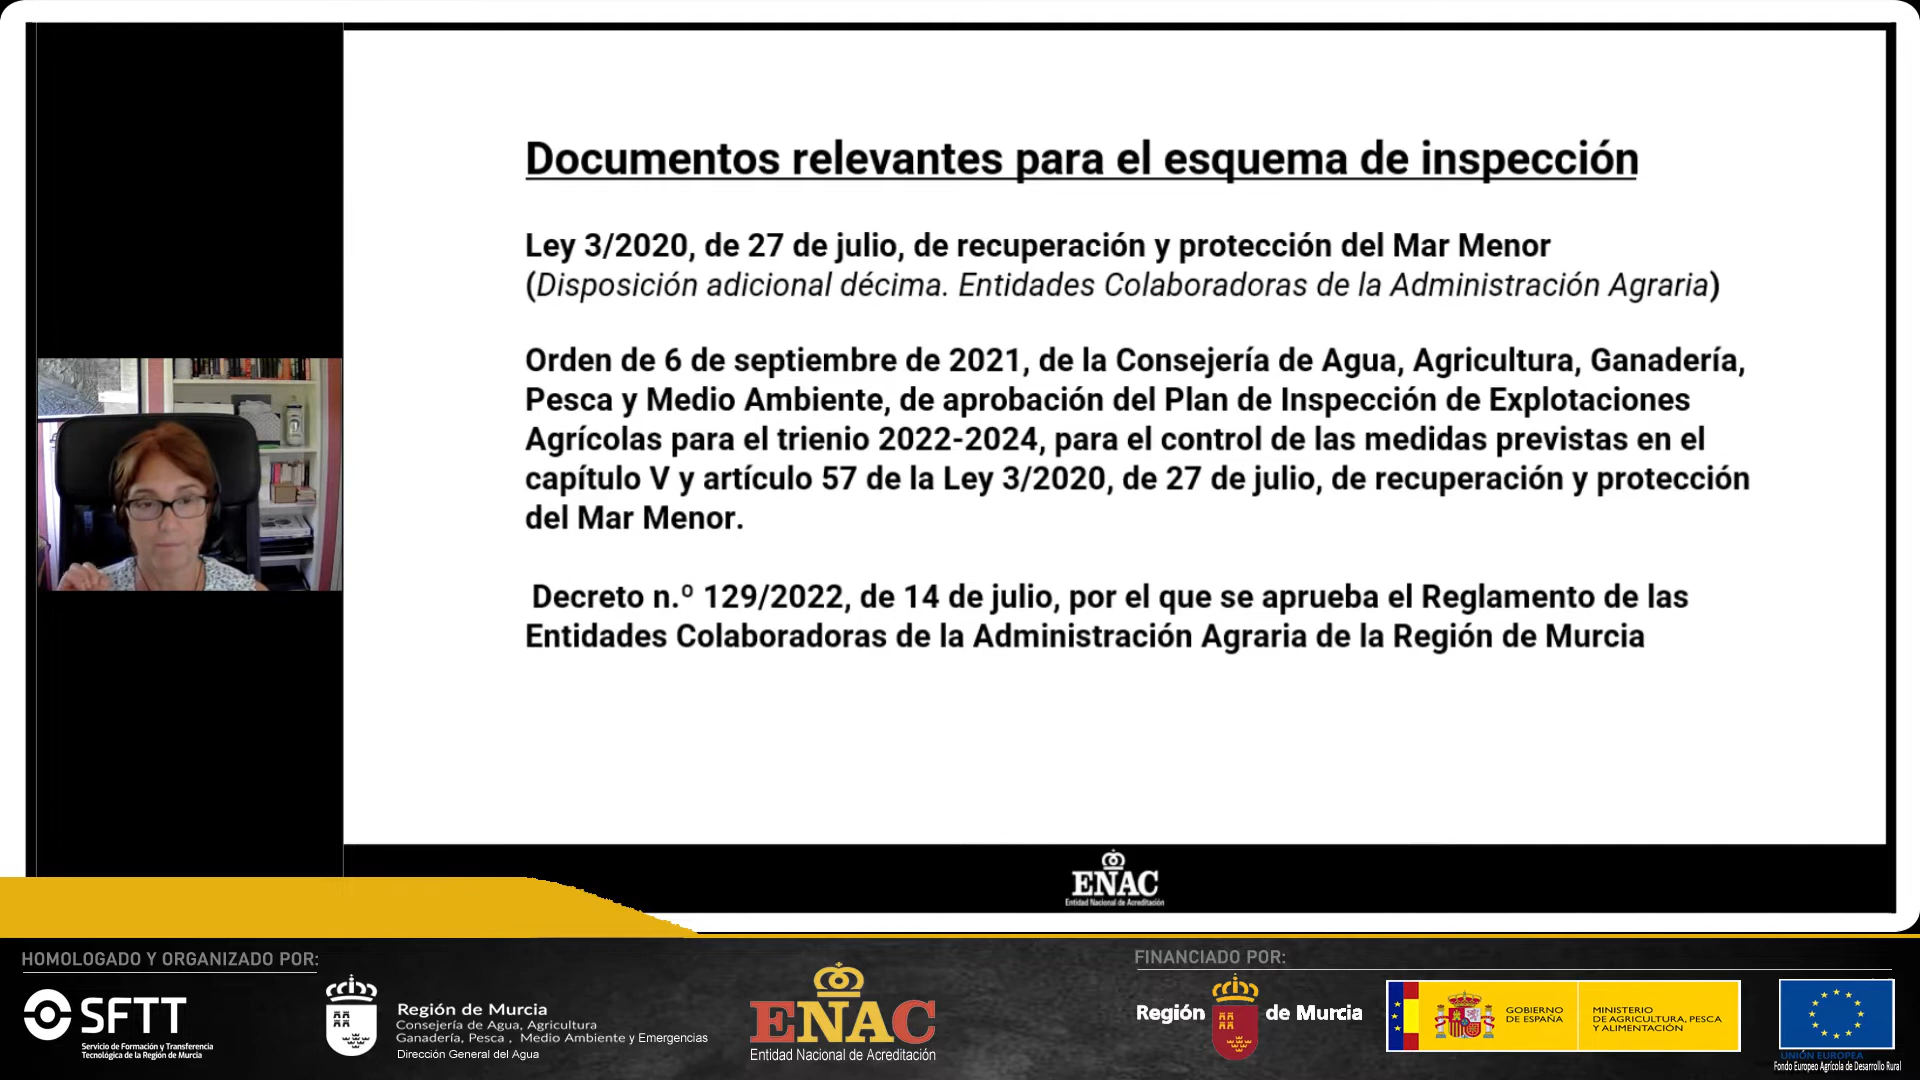 Documentos relevantes para el esquema de inspección
Ley 3/2020, de 27 de julio, de recuperación y protección del Mar Menor
(Disposición adicional décima. Entidades Colaboradoras de la Administración Agraria)
Orden de 6 de septiembre de 2021, de la Consejería de Agua, Agricultura, Ganadería,
Pesca y Medio Ambiente, de aprobación del Plan de Inspección de Explotaciones
Agrícolas para el trienio 2022-2024, para el control de las medidas previstas en el
capítulo V y artículo 57 de la Ley 3/2020, de 27 de julio, de recuperación y protección
del Mar Menor.
Decreto n.º 129/2022, de 14 de julio, por el que se aprueba el Reglamento de las
Entidades Colaboradoras de la Administración Agraria de la Región de Murcia
ENAC
Entidad Nacional de Acreditación
HOMOLOGADO Y ORGANIZADO POR:
SFTT
Servicio de Formación y Transferencia
Tecnológica de la Región de Murcia
Región de Murcia
Consejería de Agua, Agricultura
Ganadería, Pesca , Medio Ambiente y Emergencias
Dirección General del Agua
ENAC
Entidad Nacional de Acreditación
FINANCIADO POR:
Región de Murcia
GOBIERNO
DE ESPAÑA
MINISTERIO
DE AGRICULTURA, PESCA
Y ALIMENTACIÓN
UNIÓN EUROPEA
Fondo Europeo Agrícola de Desarrollo Rural